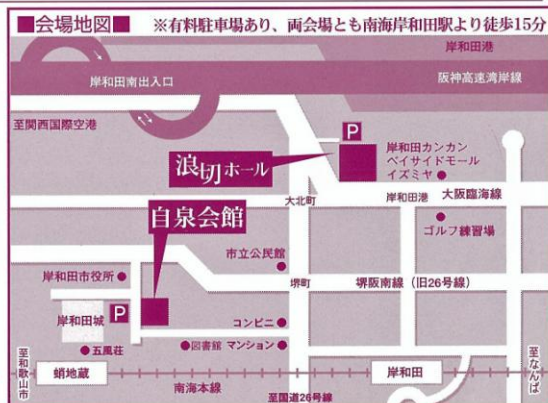 ■会場地図■ ※有料駐車場あり、両会場とも南海岸和田駅より徒歩15分
岸和田港
岸和田南出入口
阪神高速湾岸線
至関西国際空港
P
岸和田カンカン
ベイサイドモール
イズミヤ
浪切ホール
大北町
岸和田港
大阪臨海線
自泉会館
ゴルフ練習場
市立公民館
岸和田市役所
堺町
堺阪南線（旧26号線）
P
岸和田城
コンビニ
五風荘
図書館
マンション
至和歌山市
蛸地蔵
南海本線
岸和田
至なんば
至国道26号線